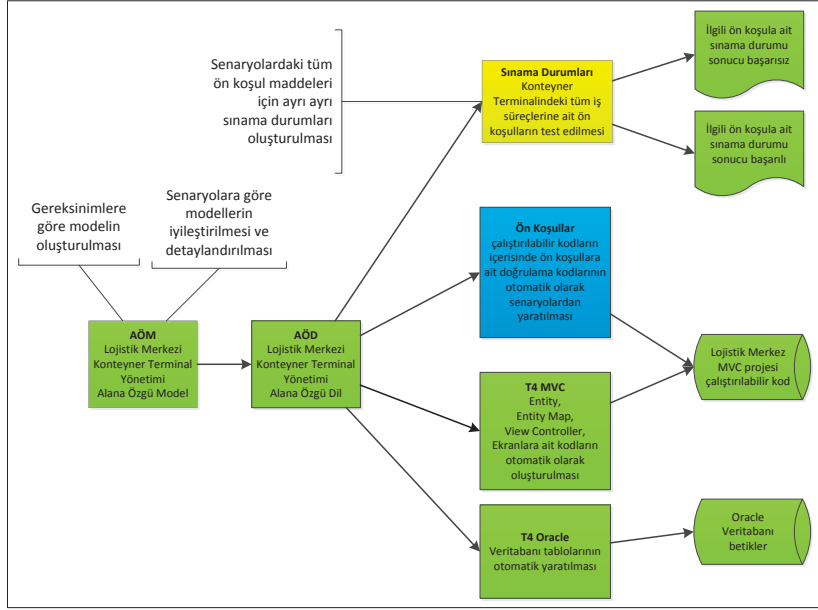 Senaryolardaki tüm
ön koşul maddeleri
için ayrı ayrı
sınama durumları
oluşturulması
Sınama Durumları
Konteyner
Terminalindeki tüm iş
süreçlerine ait ön
koşulların test edilmesi
İlgili ön koşula ait
sınama durumu
sonucu başarısız
İlgili ön koşula ait
sınama durumu
sonucu başarılı
Gereksinimlere
göre modelin
oluşturulması
Senaryolara göre
modellerin
iyileştirilmesi ve
detaylandırılması
Ön Koşullar
çalıştırılabilir kodların
içerisinde ön koşullara
ait doğrulama kodlarının
otomatik olarak
senaryolardan
yaratılması
AÖM
Lojistik Merkezi
Konteyner Terminal
Yönetimi
Alana Özgü Model
AÖD
Lojistik Merkezi
Konteyner Terminal
Yönetimi
Alana Özgü Dil
Lojistik Merkez
MVC projesi
çalıştırılabilir kod
T4 MVC
Entity,
Entity Map,
View Controller,
Ekranlara ait kodların
otomatik olarak
oluşturulması
T4 Oracle
Veritabanı tablolarının
otomatik yaratılması
Oracle
Veritabanı
betikler